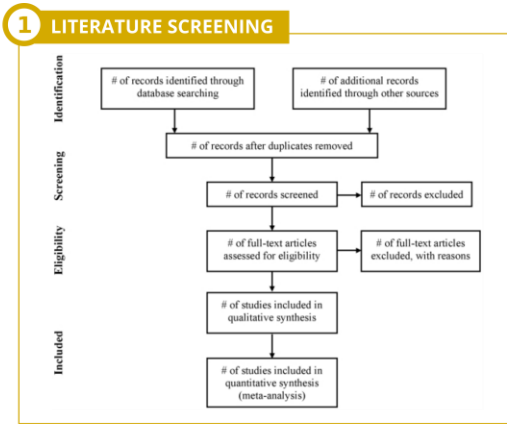 1 LITERATURE SCREENING
Identification
# of records identified through
database searching
# of additional records
identified through other sources
# of records after duplicates removed
Screening
# of records screened
# of records excluded
Eligibility
# of full-text articles
assessed for eligibility
# of full-text articles
excluded, with reasons
Included
# of studies included in
qualitative synthesis
# of studies included in
quantitative synthesis
(meta-analysis)